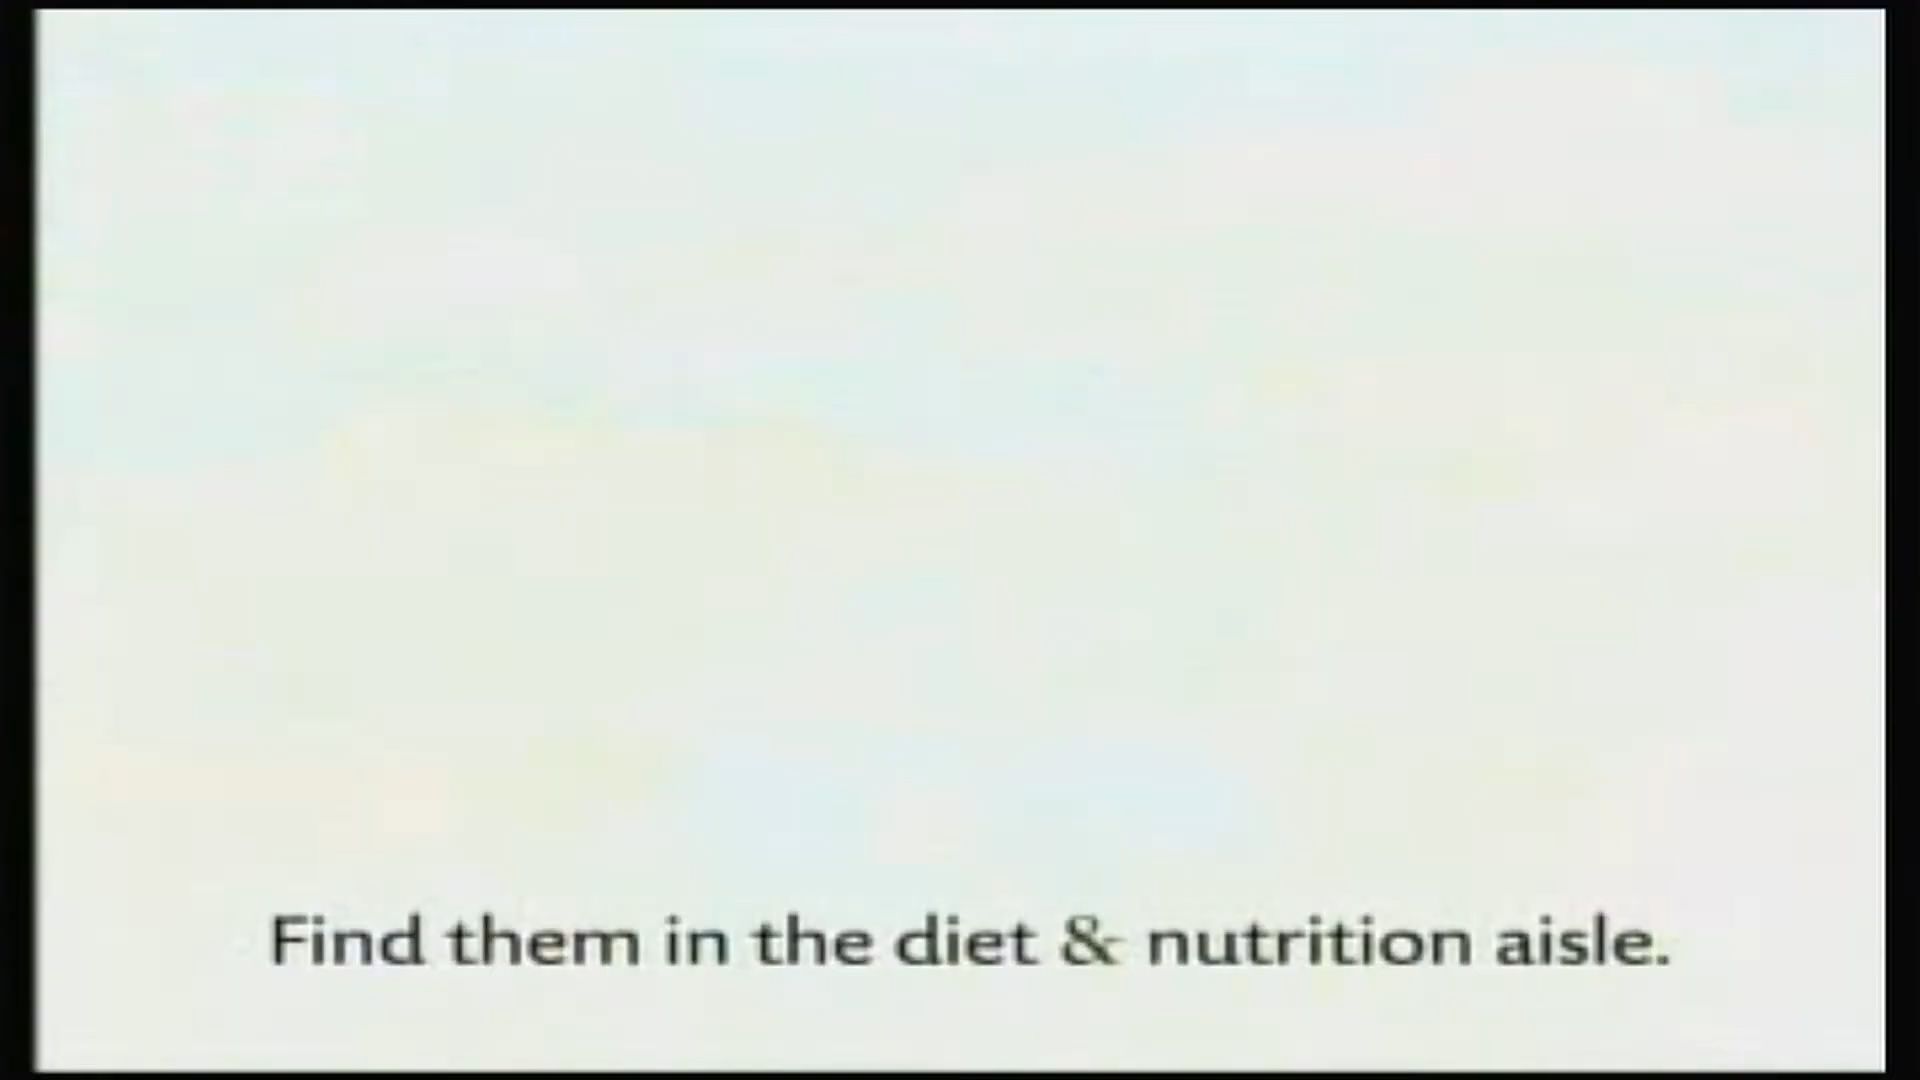 Find them in the diet & nutrition aisle.